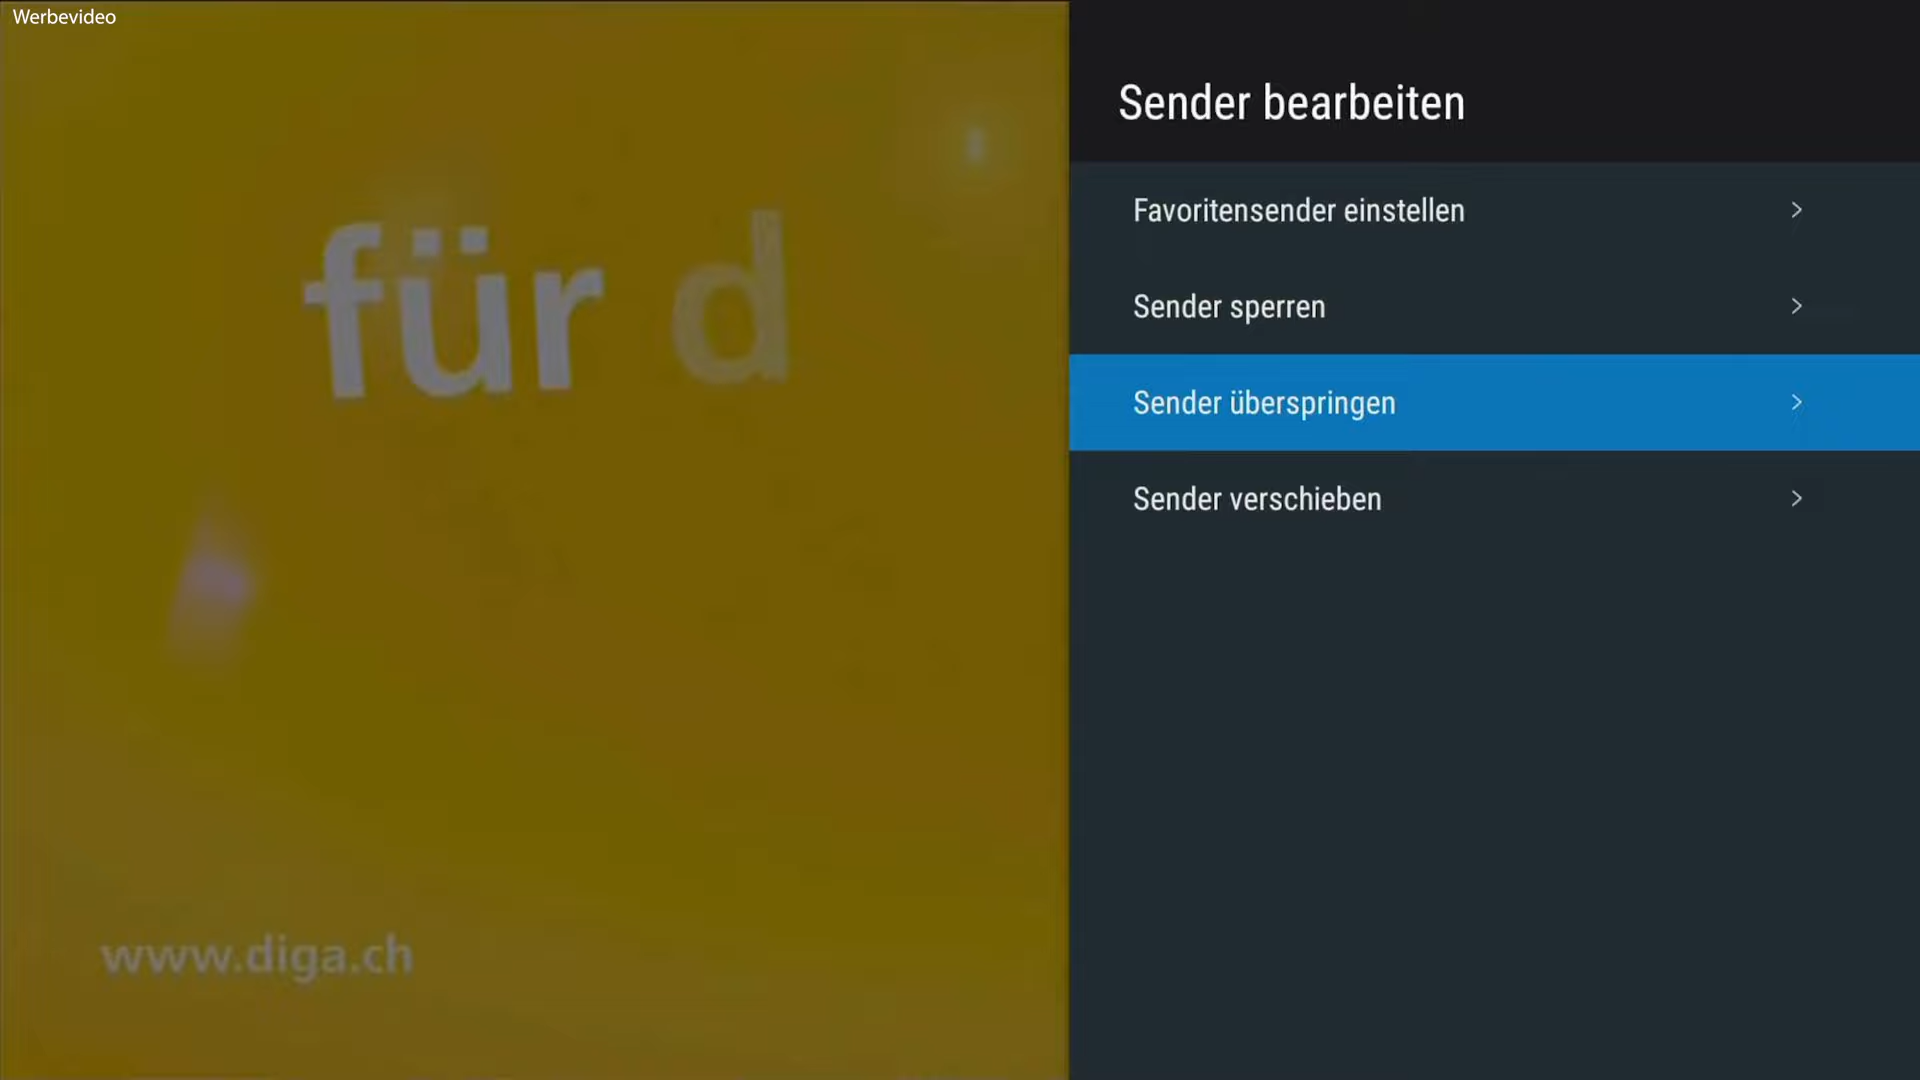 Werbevideo
für d
www.diga.ch
Sender bearbeiten
Favoritensender einstellen
Sender sperren
Sender überspringen
Sender verschieben